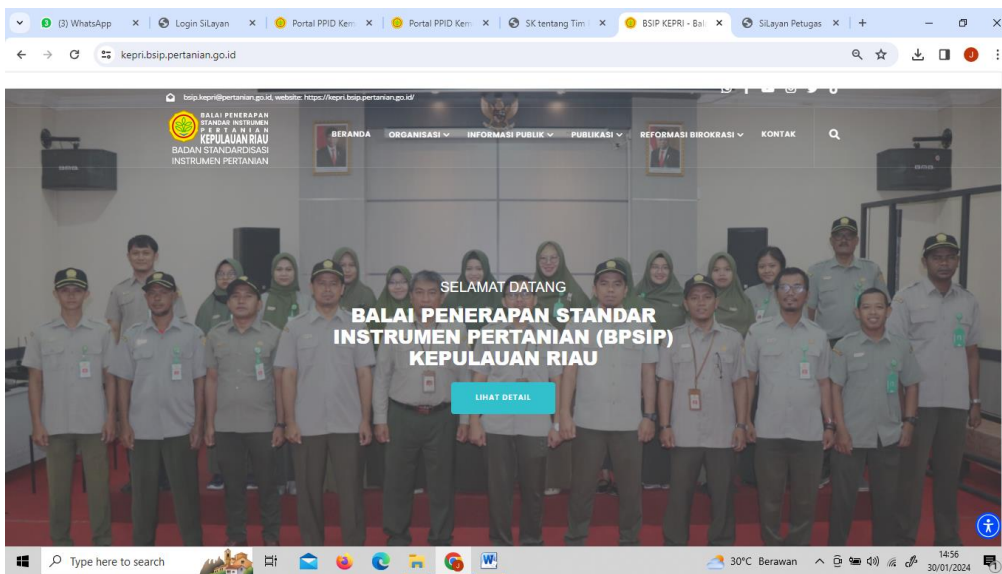 (3) WhatsApp
Login SiLayan
Portal PPID Kem
Portal PPID Kem
SK tentang Tim
BSIP KEPRI - Bal
SiLayan Petugas
kepri.bsip.pertanian.go.id
bsip.kepri@pertanian.go.id, website: https://kepri.bsip.pertanian.go.id/
BALAI PENERAPAN
STANDAR INSTRUMEN
PERTANIAN
KEPULAUAN RIAU
BADAN STANDARDISASI
INSTRUMEN PERTANIAN
BERANDA
ORGANISASI
INFORMASI PUBLIK
PUBLIKASI
REFORMASI BIROKRASI
KONTAK
SELAMAT DATANG
BALAI PENERAPAN STANDAR
INSTRUMEN PERTANIAN (BPSIP)
KEPULAUAN RIAU
LIHAT DETAIL
Type here to search
30°C Berawan
14:56
30/01/2024